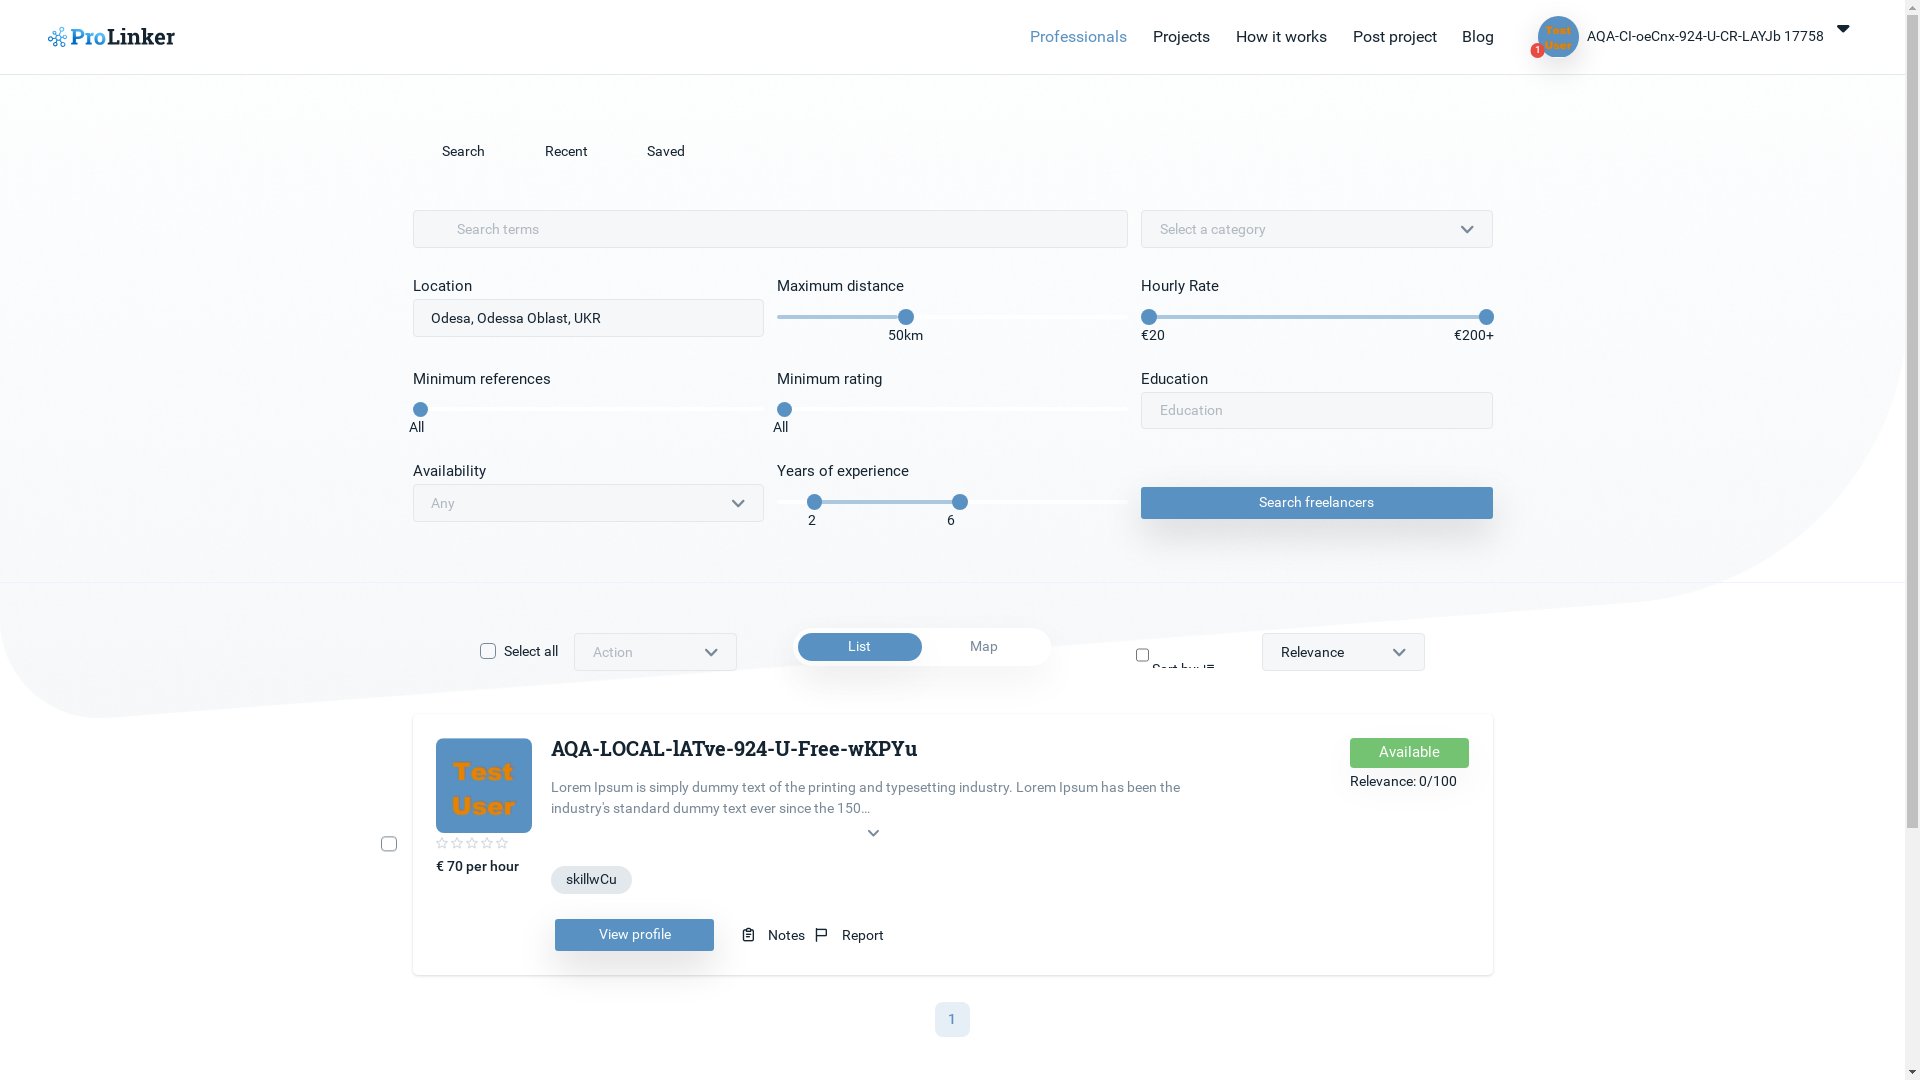 ProLinker
Professionals
Projects
How it works
Post project
Blog
Test
User
1
AQA-CI-oeCnx-924-U-CR-LAYJb 17758
Search
Recent
Saved
Search terms
Select a category
Location
Maximum distance
Hourly Rate
Odesa, Odessa Oblast, UKR
50km
€20
€200+
Minimum references
Minimum rating
Education
All
All
Education
Availability
Years of experience
Any
2
6
Search freelancers
Select all
Action
List
Map
Sort by:
Relevance
Test
User
AQA-LOCAL-lATve-924-U-Free-wKPYu
Available
Relevance: 0/100
Lorem Ipsum is simply dummy text of the printing and typesetting industry. Lorem Ipsum has been the
industry's standard dummy text ever since the 150...
€ 70 per hour
skillwCu
View profile
Notes
Report
1